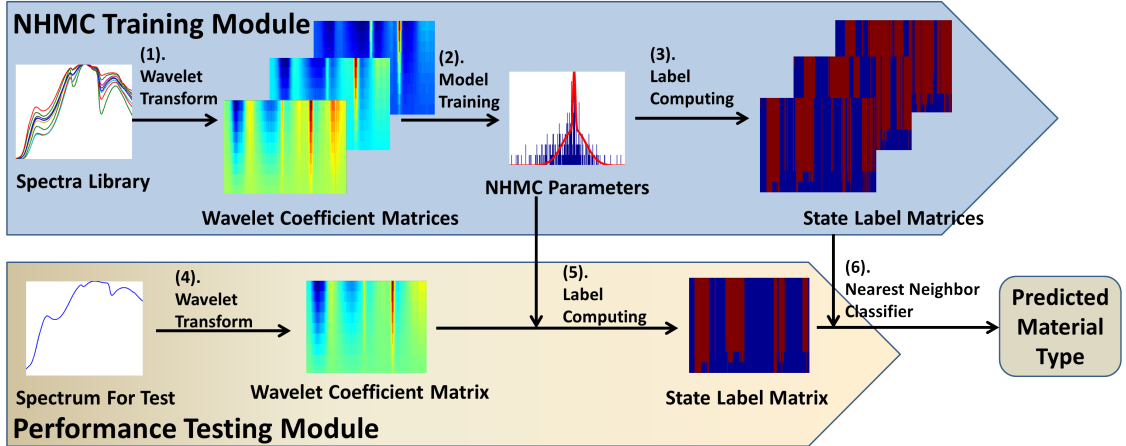 NHMC Training Module
(1).
Wavelet
Transform
(2).
Model
Training
(3).
Label
Computing
Spectra Library
Wavelet Coefficient Matrices
NHMC Parameters
State Label Matrices
(4).
Wavelet
Transform
(5).
Label
Computing
(6).
Nearest Neighbor
Classifier
Predicted
Material
Type
Spectrum For Test
Wavelet Coefficient Matrix
State Label Matrix
Performance Testing Module